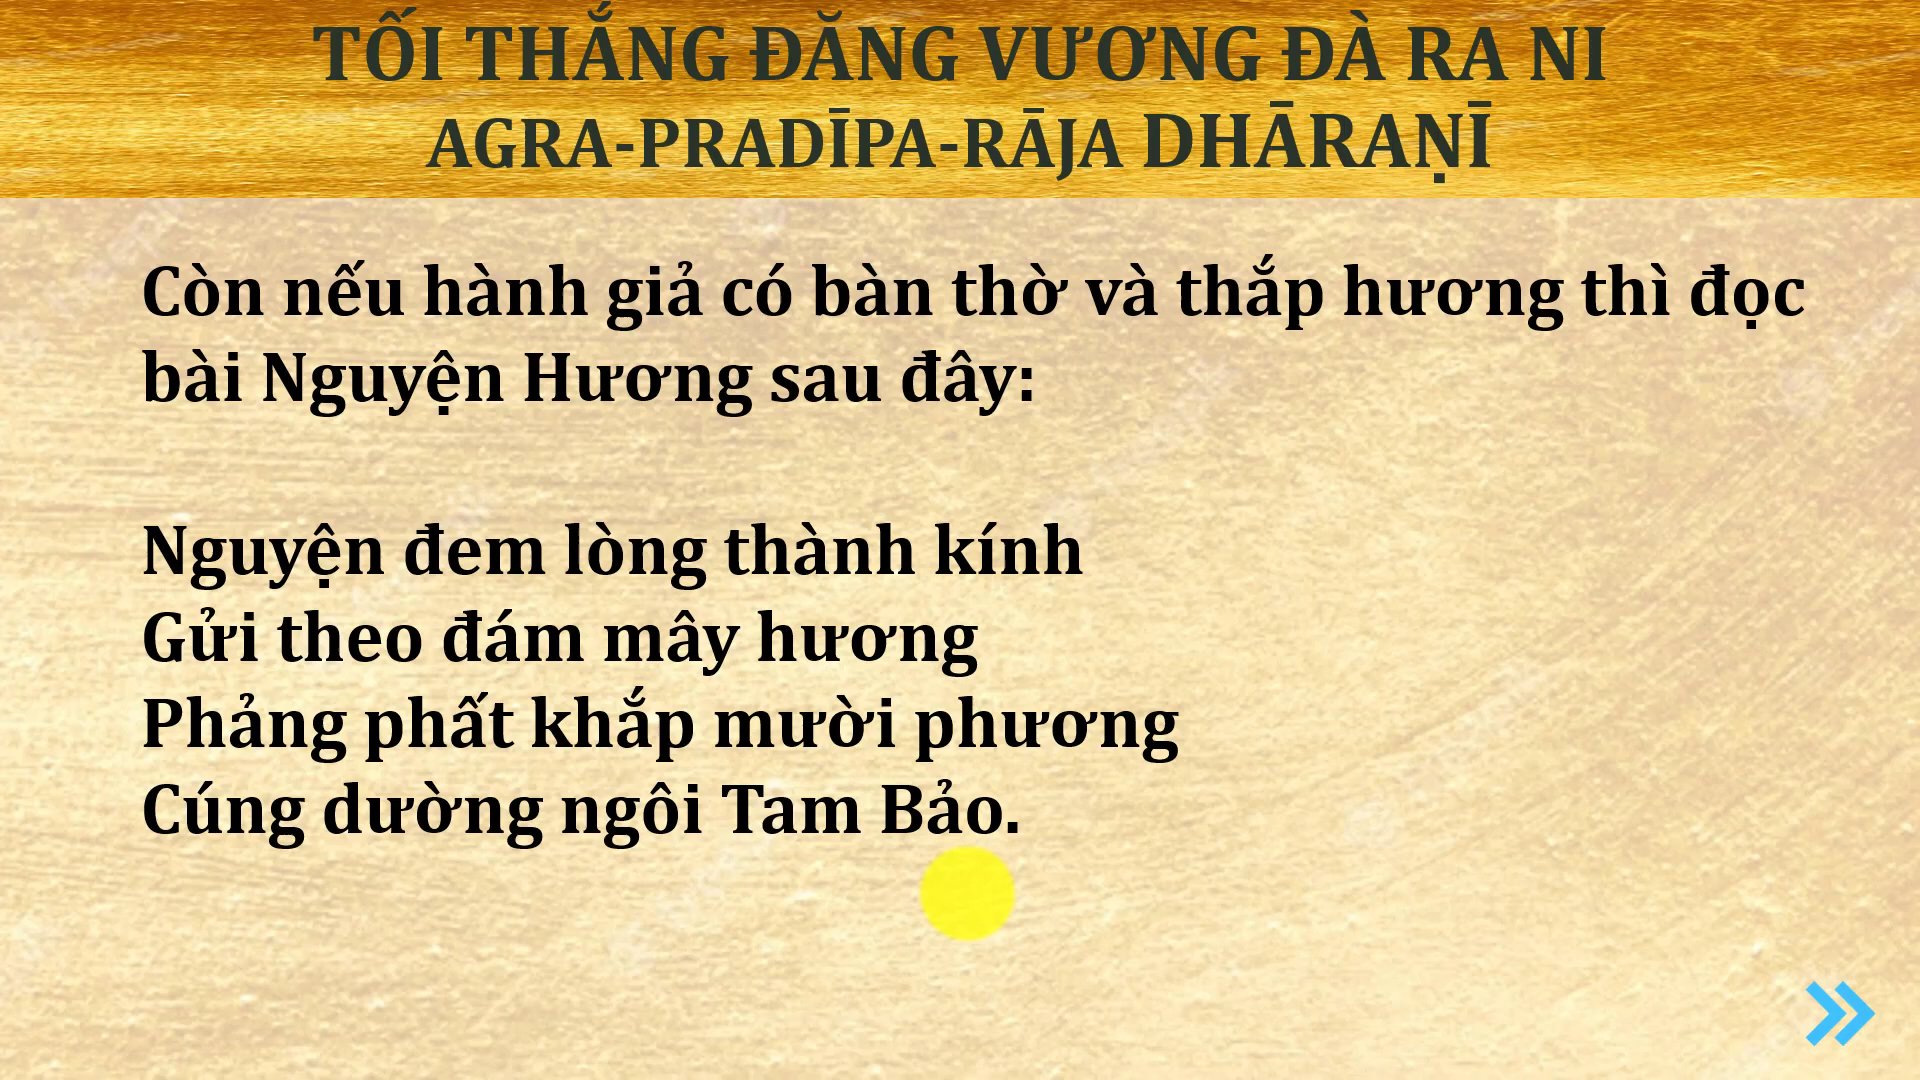 TỐI THẮNG ĐĂNG VƯƠNG ĐÀ RA NI
AGRA-PRADĪPA-RĀJA DHĀRAṆĪ
Còn nếu hành giả có bàn thờ và thắp hương thì đọc
bài Nguyện Hương sau đây:
Nguyện đem lòng thành kính
Gửi theo đám mây hương
Phảng phất khắp mười phương
Cúng dường ngôi Tam Bảo.